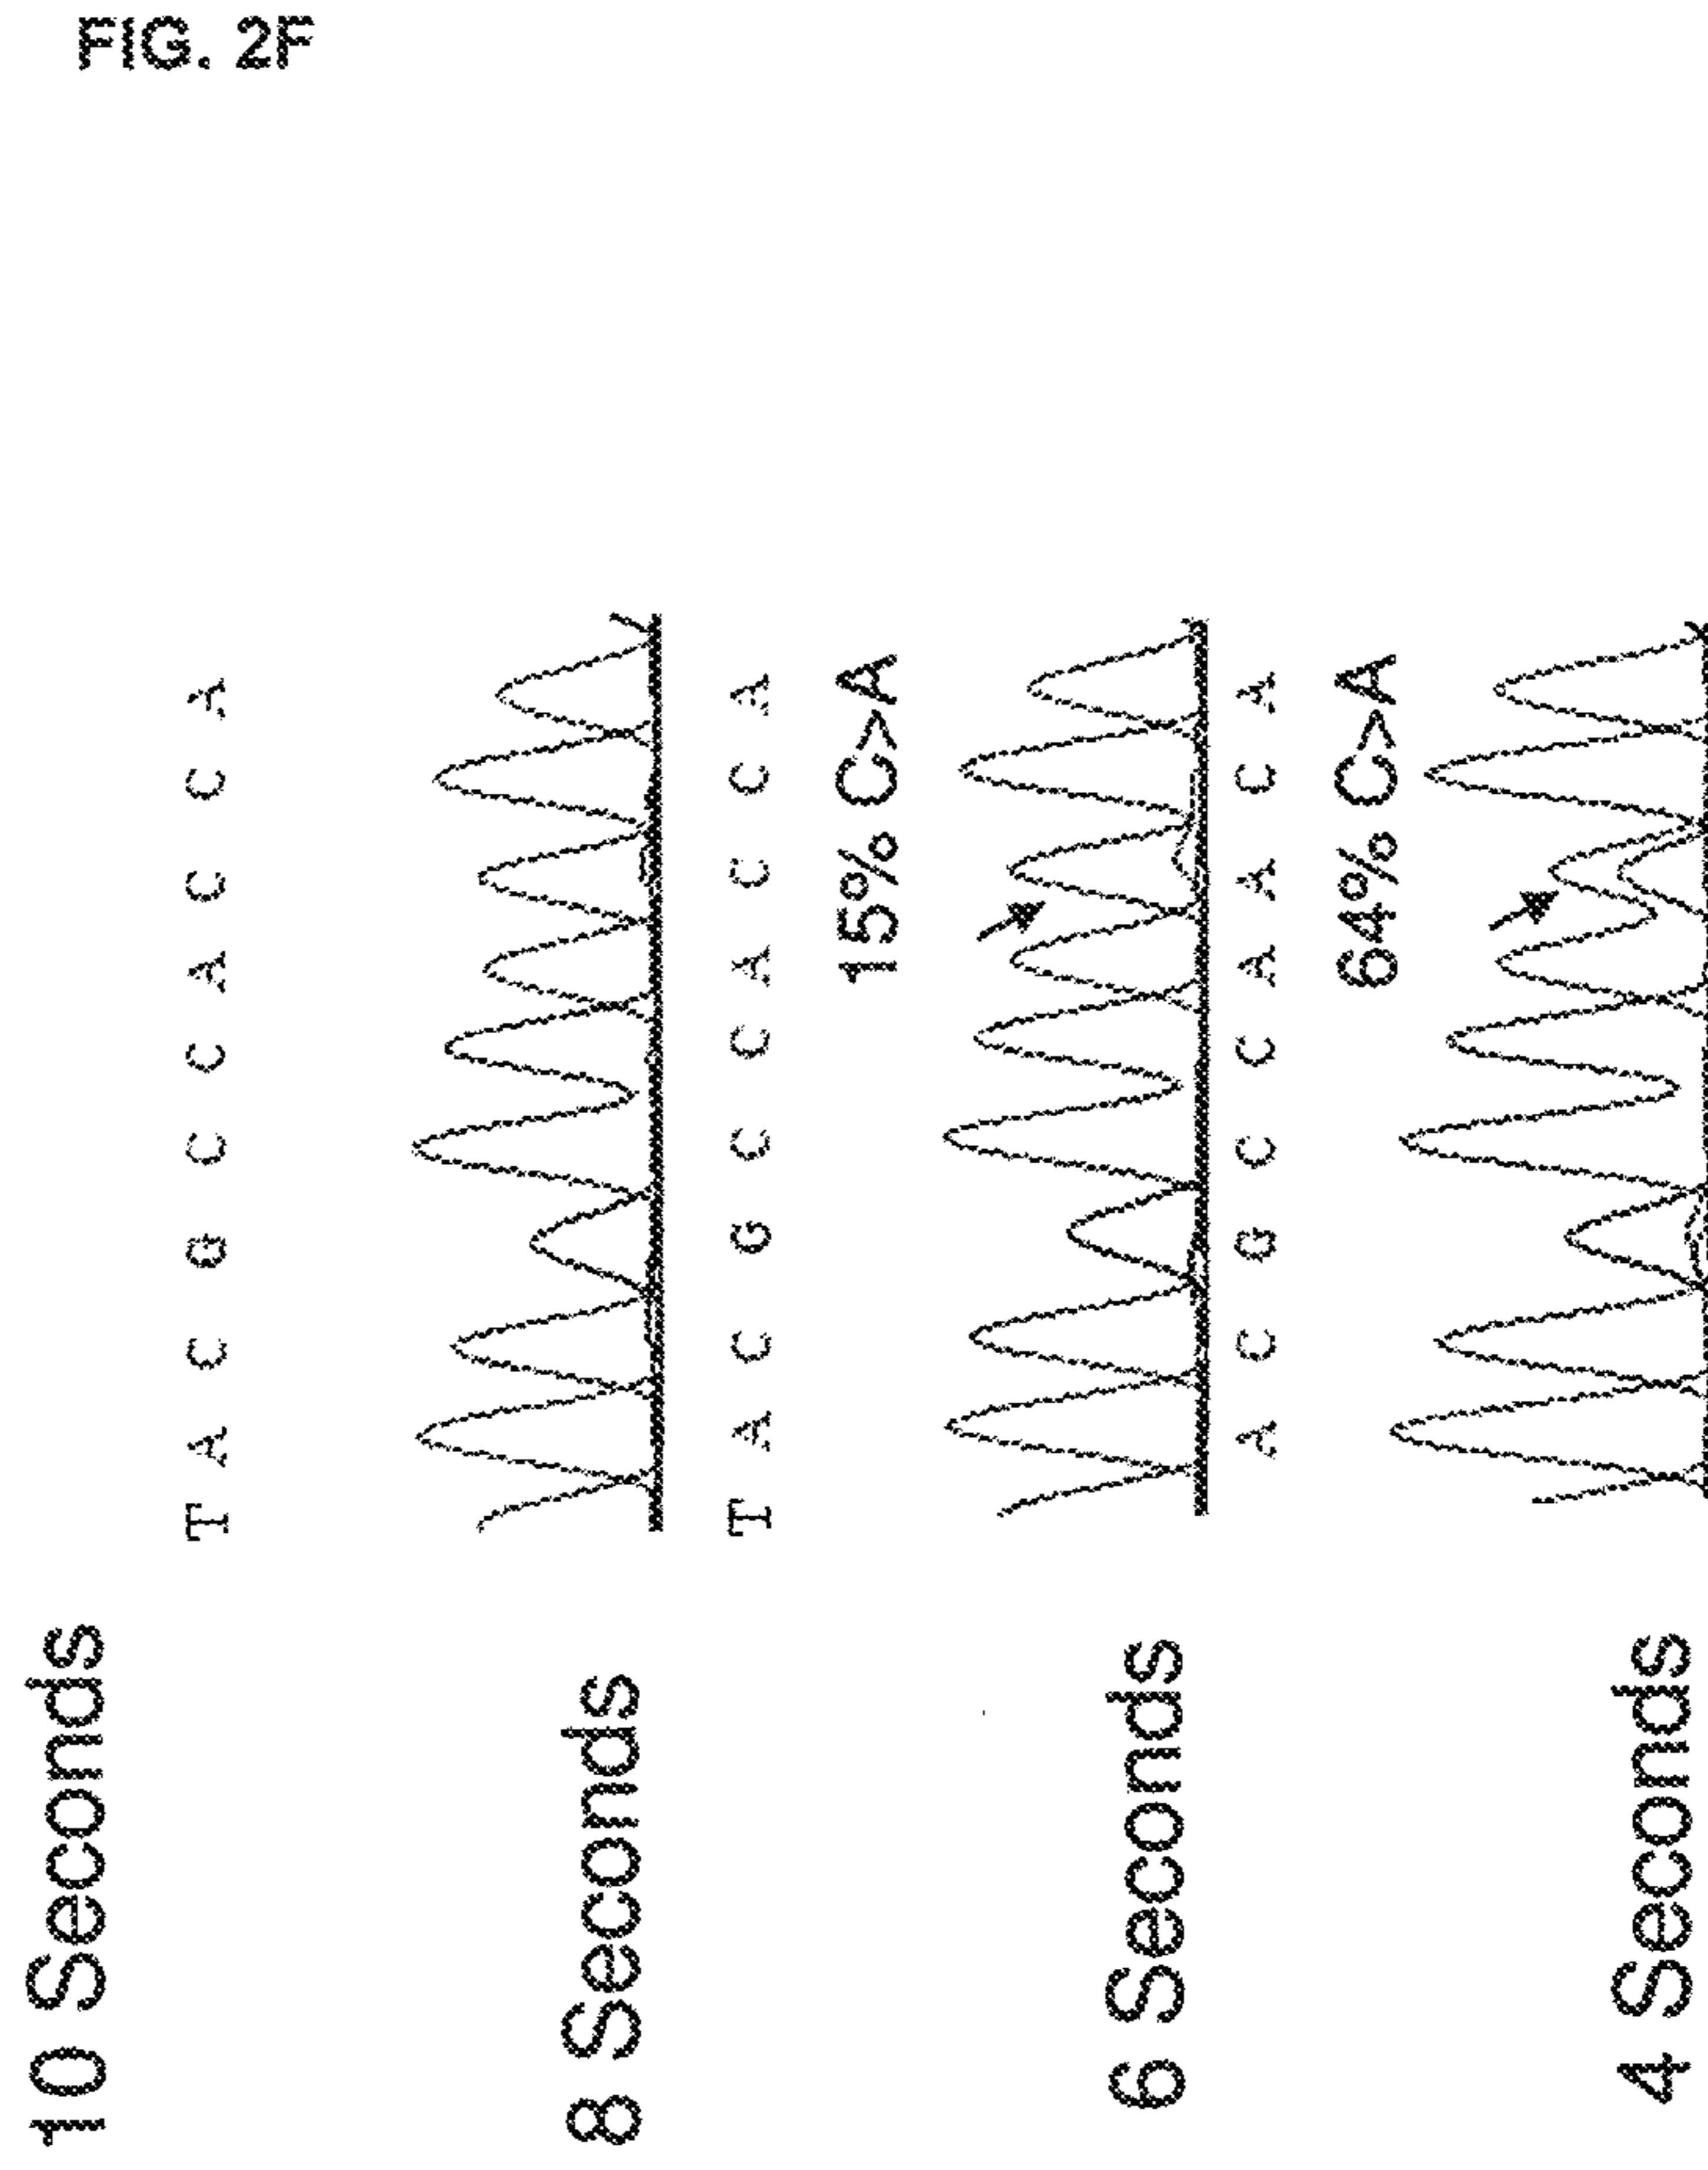 FIG. 2F
10 Seconds
T A C G C C A C C A
8 Seconds
T A C G C C A C C A
15% C>A
6 Seconds
A C G C C A A C A
64% C>A
4 Seconds